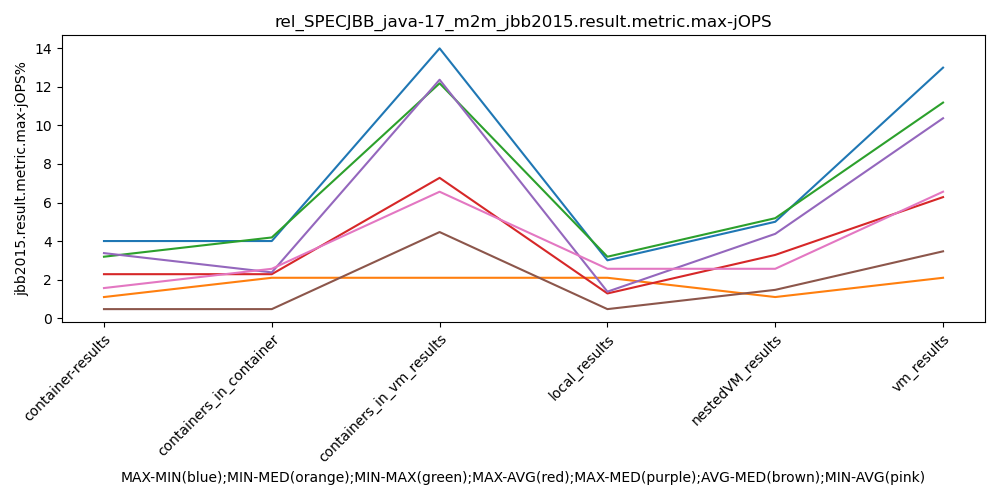 rel_SPECJBB_java-17_m2m_jbb2015.result.metric.max-jOPS
jbb2015.result.metric.max-jOPS%
14
12
10
8
6
4
2
0
container-results
containers_in_container
containers_in_vm_results
local_results
nestedVM_results
vm_results
MAX-MIN(blue);MIN-MED(orange);MIN-MAX(green);MAX-AVG(red);MAX-MED(purple);AVG-MED(brown);MIN-AVG(pink)